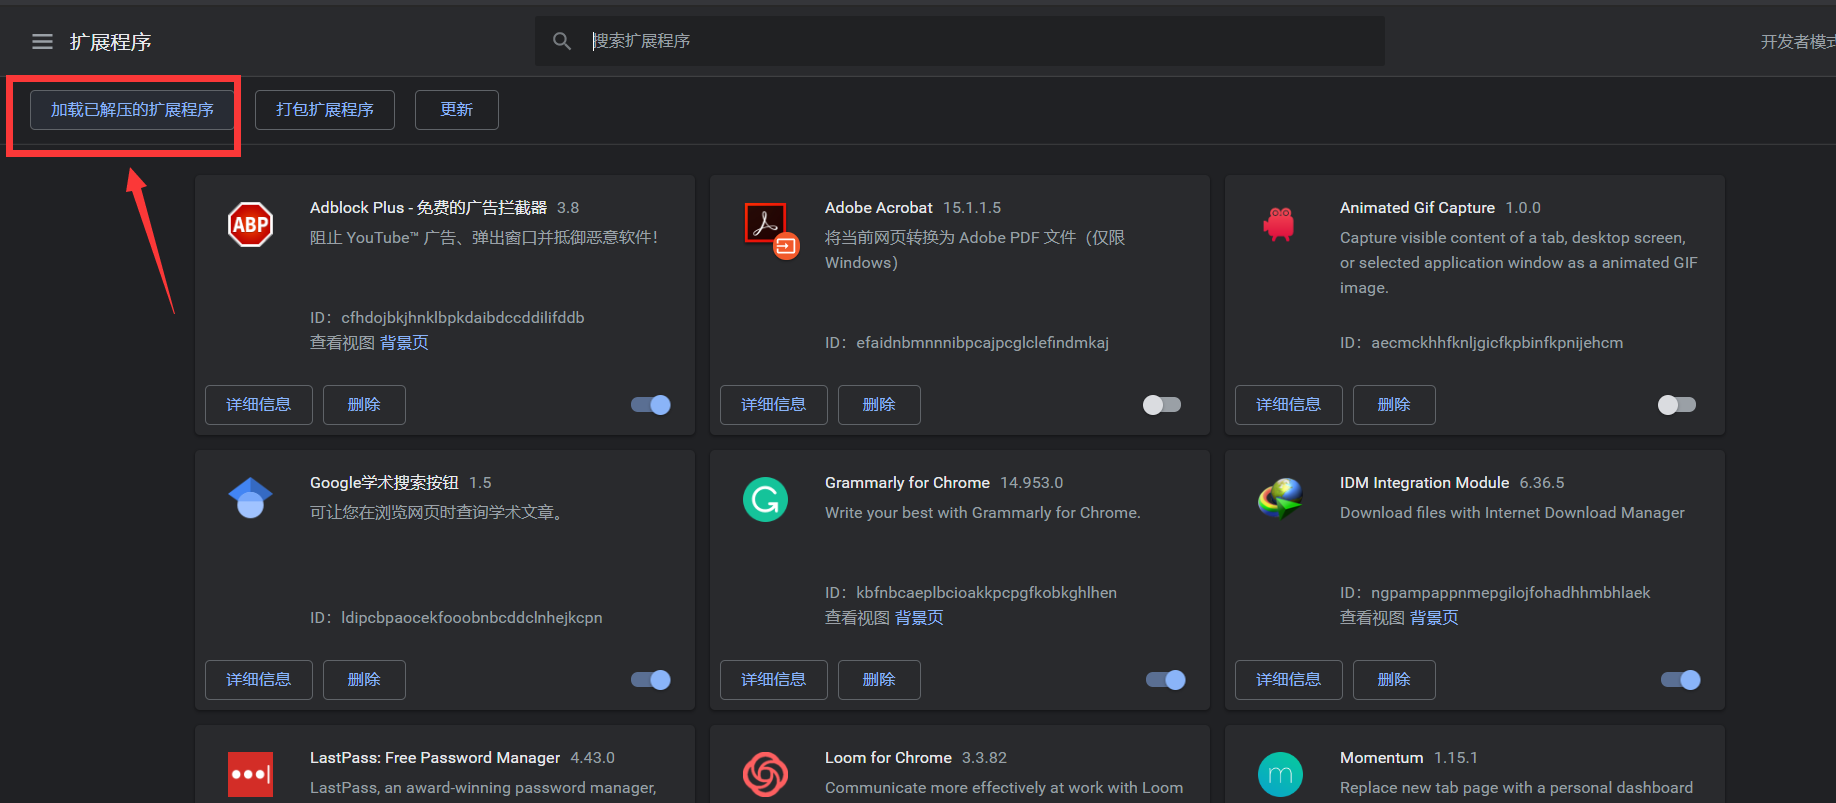 扩展程序
搜索扩展程序
开发者模式
加载已解压的扩展程序
打包扩展程序
更新
ABP
Adblock Plus - 免费的广告拦截器 3.8
阻止 YouTube™ 广告、弹出窗口并抵御恶意软件！
ID：cfhdojbkjhnklbpkdaibdccddilifddb
查看视图 背景页
详细信息
删除
Adobe Acrobat 15.1.1.5
将当前网页转换为 Adobe PDF 文件（仅限
Windows）
ID：efaidnbmnnnibpcajpcglclefindmkaj
详细信息
删除
Animated Gif Capture 1.0.0
Capture visible content of a tab, desktop screen,
or selected application window as a animated GIF
image.
ID：aecmckhhfknljgicfkpbinfkpnijehcm
详细信息
删除
Google学术搜索按钮 1.5
可让您在浏览网页时查询学术文章。
ID：ldipcbpaocekfooobnbcddclnhejkcpn
详细信息
删除
G
Grammarly for Chrome 14.953.0
Write your best with Grammarly for Chrome.
ID：kbfnbcaeplbcioakkpcpgfkobkghlhen
查看视图 背景页
详细信息
删除
IDM Integration Module 6.36.5
Download files with Internet Download Manager
ID：ngpampappnmepgilojfohadhhmbhlaek
查看视图 背景页
详细信息
删除
LastPass: Free Password Manager 4.43.0
LastPass, an award-winning password manager,
Loom for Chrome 3.3.82
Communicate more effectively at work with Loom
m
Momentum 1.15.1
Replace new tab page with a personal dashboard